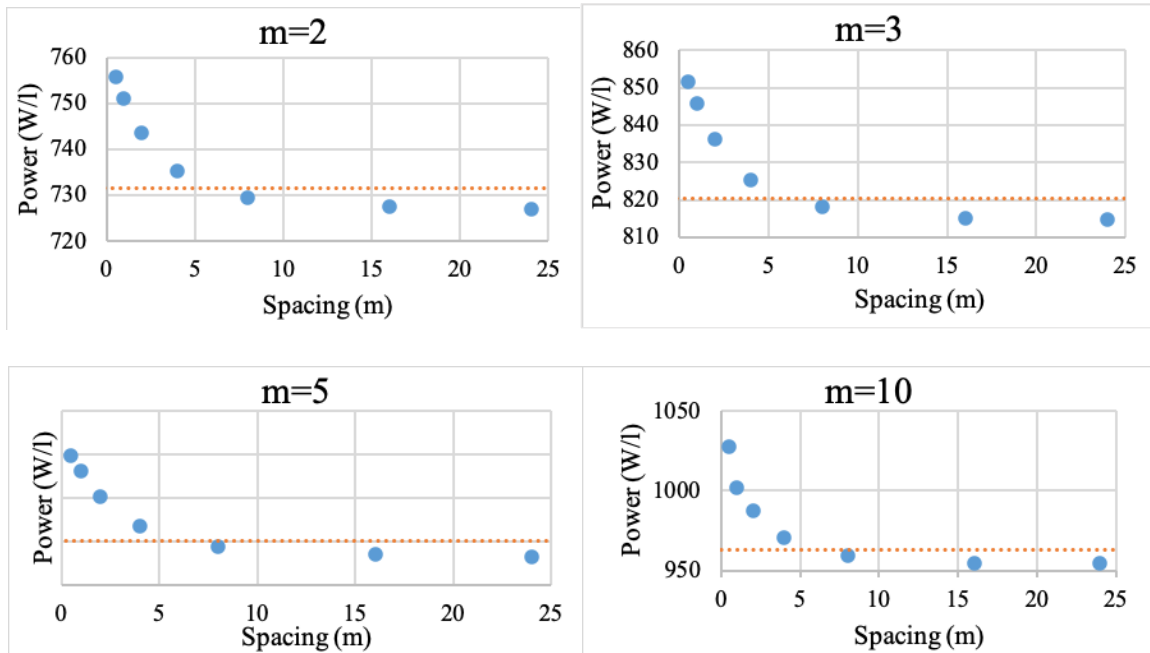 m=2
Power (W/l)
760
750
740
730
720
0 5 10 15 20 25
Spacing (m)
m=3
Power (W/l)
860
850
840
830
820
810
0 5 10 15 20 25
Spacing (m)
m=5
Power (W/l)
0 5 10 15 20 25
Spacing (m)
m=10
Power (W/l)
1050
1000
950
0 5 10 15 20 25
Spacing (m)